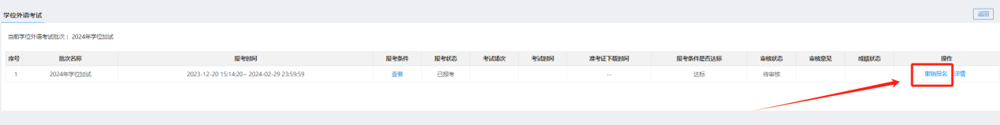 学位外语考试
返回
当前学位外语考试批次： 2024年学位加试
序号 批次名称 报考时间 报考条件 报考状态 考试场次 考试时间 准考证下载时间 报考条件是否达标 审核状态 审核意见 成绩状态 操作
1 2024年学位加试 2023-12-20 15:14:20~ 2024-02-29 23:59:59 查看 已报考 -- 达标 待审核 撤销报名 详情